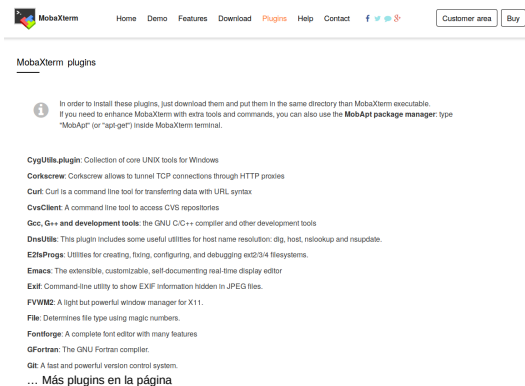 MobaXterm
Home Demo Features Download Plugins Help Contact
Customer area Buy
MobaXterm plugins
In order to install these plugins, just download them and put them in the same directory than MobaXterm executable.
If you need to enhance MobaXterm with extra tools and commands, you can also use the MobApt package manager: type
"MobApt" (or "apt-get") inside MobaXterm terminal.
CygUtils.plugin: Collection of core UNIX tools for Windows
Corkscrew: Corkscrew allows to tunnel TCP connections through HTTP proxies
Curl: Curl is a command line tool for transferring data with URL syntax
CvsClient: A command line tool to access CVS repositories
Gcc, G++ and development tools: the GNU C/C++ compiler and other development tools
DnsUtils: This plugin includes some useful utilities for host name resolution: dig, host, nslookup and nsupdate.
E2fsProgs: Utilities for creating, fixing, configuring, and debugging ext2/3/4 filesystems.
Emacs: The extensible, customizable, self-documenting real-time display editor
Exif: Command-line utility to show EXIF information hidden in JPEG files.
FVWM2: A light but powerful window manager for X11.
File: Determines file type using magic numbers.
Fontforge: A complete font editor with many features
GFortran: The GNU Fortran compiler.
Git: A fast and powerful version control system.
… Más plugins en la página